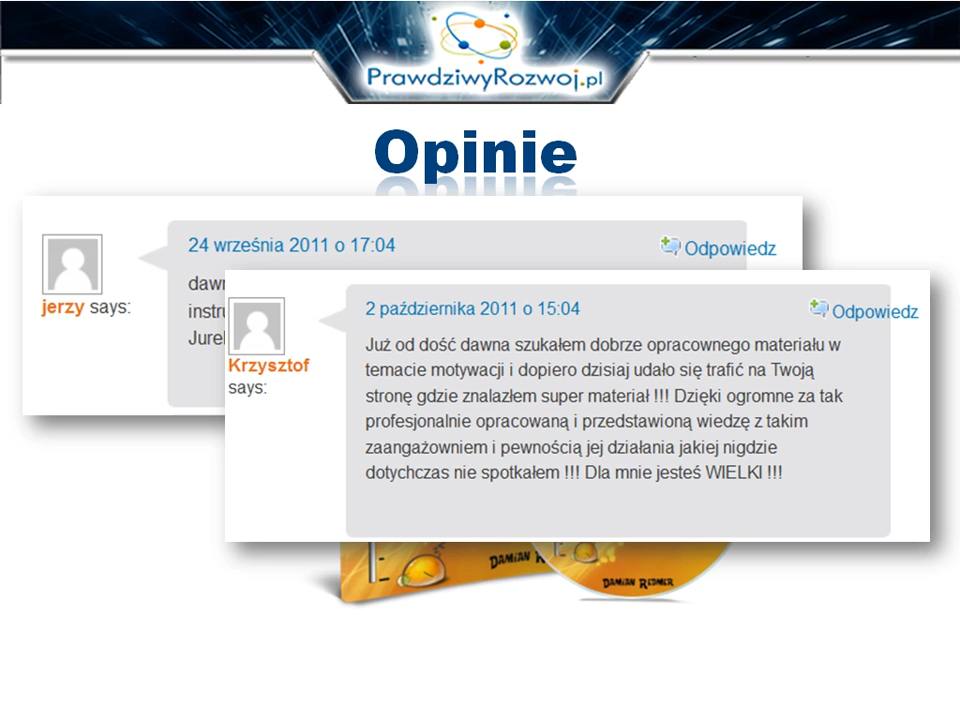 PrawdziwyRozwoj.pl
Opinie
24 września 2011 o 17:04
Odpowiedz
jerzy says:
2 października 2011 o 15:04
Odpowiedz
Krzysztof
says:
Już od dość dawna szukałem dobrze opracownego materiału w
temacie motywacji i dopiero dzisiaj udało się trafić na Twoją
stronę gdzie znalazłem super materiał !!! Dzięki ogromne za tak
profesjonalnie opracowaną i przedstawioną wiedzę z takim
zaangażowniem i pewnością jej działania jakiej nigdzie
dotychczas nie spotkałem !!! Dla mnie jesteś WIELKI !!!
Damian
Damian Redmer